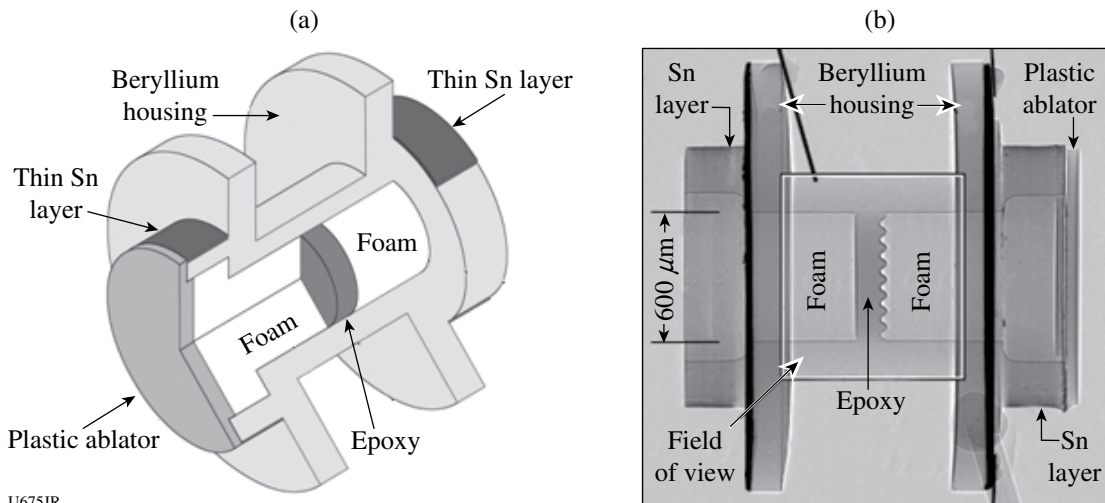 (a)
Beryllium
housing
Thin Sn layer
Thin Sn
layer
Foam
Foam
Plastic ablator
Epoxy
U675JR
(b)
Sn
layer
Beryllium
housing
Plastic
ablator
600 μm
Foam
Foam
Epoxy
Field
of view
Sn
layer